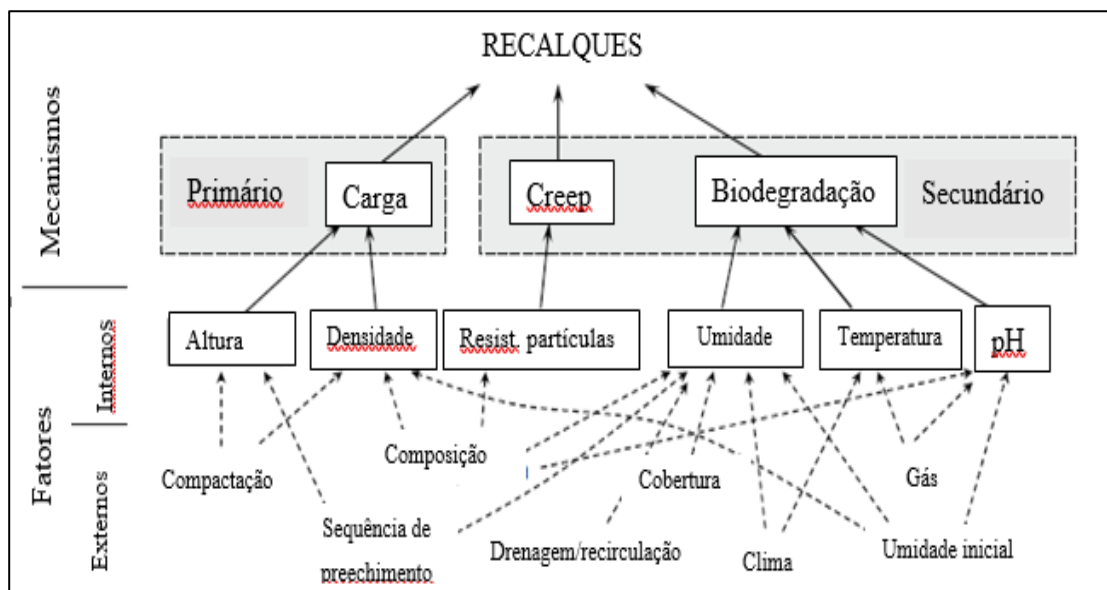 RECALQUES
Mecanismos
Primário
Carga
Creep
Biodegradação
Secundário
Fatores
Internos
Altura
Densidade
Resist. partículas
Umidade
Temperatura
pH
Externos
Compactação
Composição
Cobertura
Gás
Sequência de
preechimento
Drenagem/recirculação
Clima
Umidade inicial